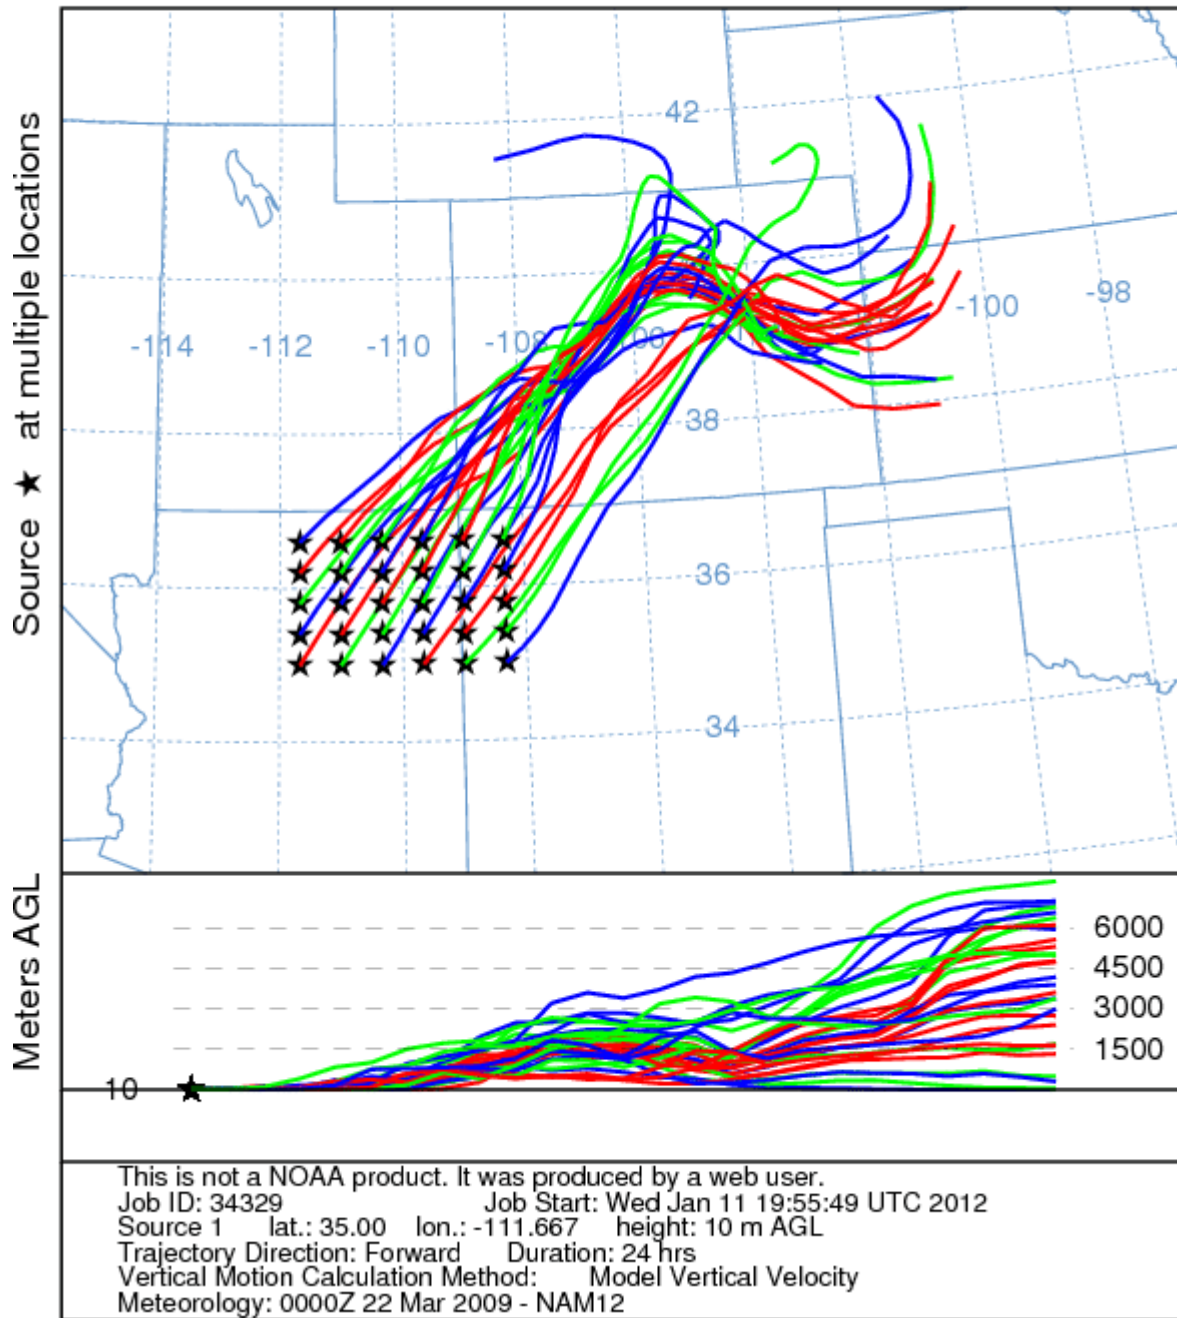 Source ★ at multiple locations
42
-114
-112
-110
-108
-100
-98
38
36
34
Meters AGL
6000
4500
3000
1500
10
This is not a NOAA product. It was produced by a web user.
Job ID: 34329 Job Start: Wed Jan 11 19:55:49 UTC 2012
Source 1 lat.: 35.00 lon.: -111.667 height: 10 m AGL
Trajectory Direction: Forward Duration: 24 hrs
Vertical Motion Calculation Method: Model Vertical Velocity
Meteorology: 0000Z 22 Mar 2009 - NAM12